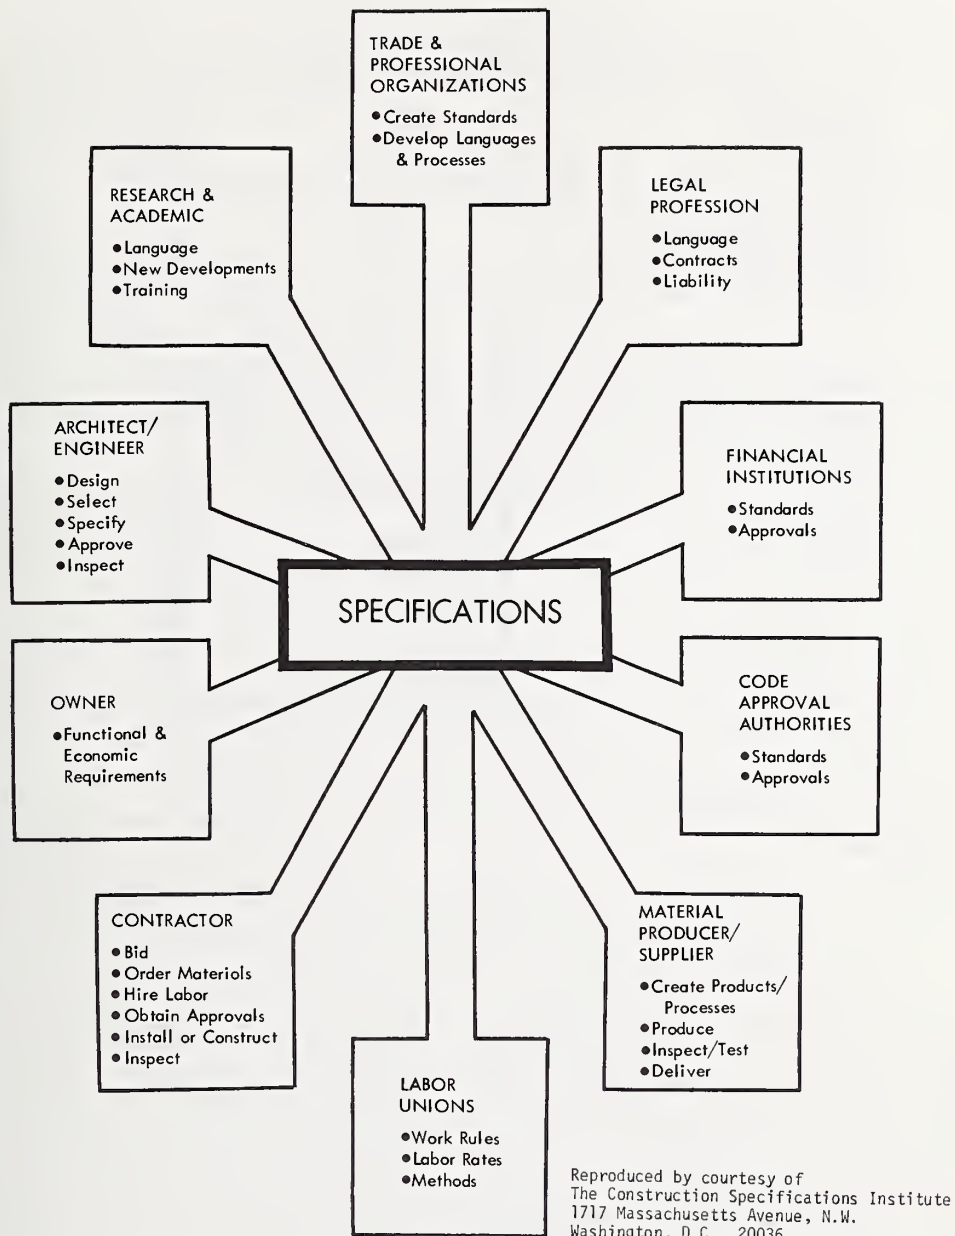 TRADE &
PROFESSIONAL
ORGANIZATIONS
● Create Standards
● Develop Languages
& Processes
RESEARCH &
ACADEMIC
● Language
● New Developments
● Training
LEGAL
PROFESSION
● Language
● Contracts
● Liability
ARCHITECT/
ENGINEER
● Design
● Select
● Specify
● Approve
● Inspect
FINANCIAL
INSTITUTIONS
● Standards
● Approvals
SPECIFICATIONS
OWNER
● Functional &
Economic
Requirements
CODE
APPROVAL
AUTHORITIES
● Standards
● Approvals
CONTRACTOR
● Bid
● Order Materiols
● Hire Labor
● Obtain Approvals
● Install or Construct
● Inspect
MATERIAL
PRODUCER/
SUPPLIER
● Create Products/
Processes
● Produce
● Inspect/Test
● Deliver
LABOR
UNIONS
● Work Rules
● Labor Rates
● Methods
Reproduced by courtesy of
The Construction Specifications Institute
1717 Massachusetts Avenue, N.W.
Washington, D.C. 20036